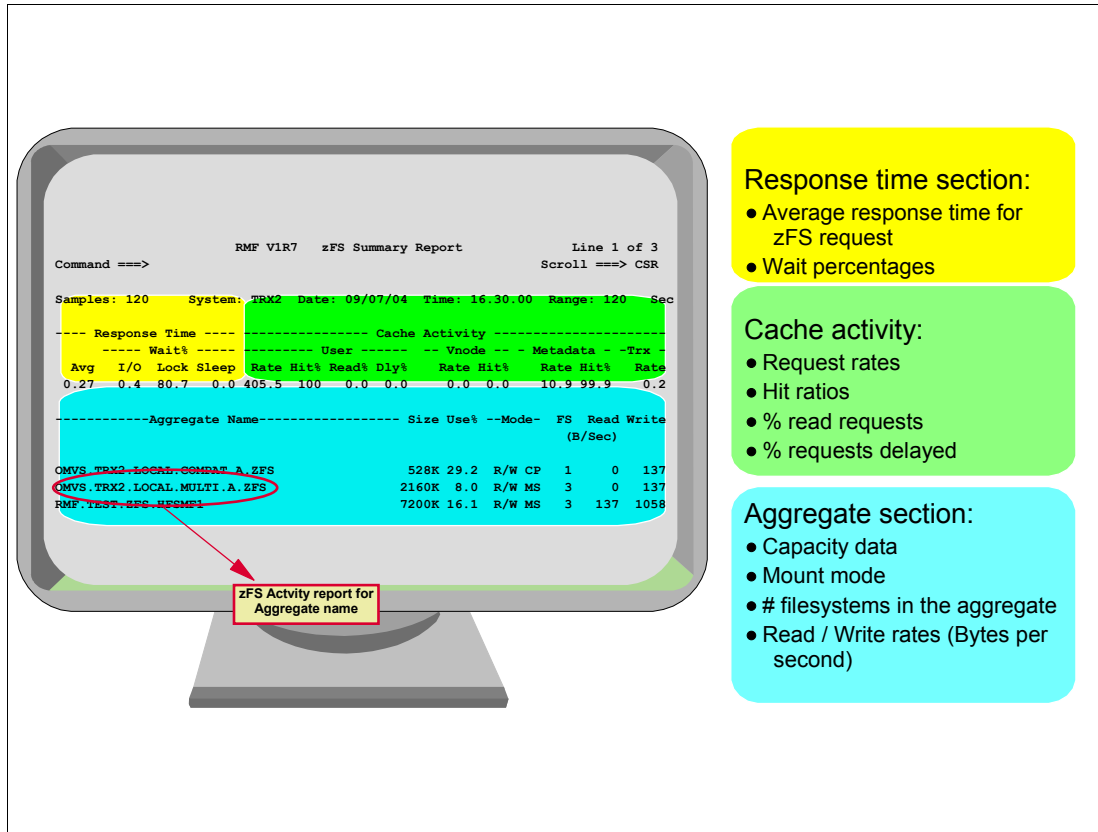 RMF V1R7 zFS Summary Report Line 1 of 3
Command ===> Scroll ===> CSR
Samples: 120 System: TRX2 Date: 09/07/04 Time: 16.30.00 Range: 120 Sec
---- Response Time ---- ---------------- Cache Activity ----------------------
----- Wait% ----- --------- User ------ -- Vnode -- - Metadata - -Trx -
Avg I/O Lock Sleep Rate Hit% Read% Dly% Rate Hit% Rate Hit% Rate
0.27 0.4 80.7 0.0 405.5 100 0.0 0.0 0.0 0.0 10.9 99.9 0.2
------------Aggregate Name------------------ Size Use% --Mode- FS Read Write
(B/Sec)
OMVS.TRX2.LOCAL.COMPAT.A.ZFS 528K 29.2 R/W CP 1 0 137
OMVS.TRX2.LOCAL.MULTI.A.ZFS 2160K 8.0 R/W MS 3 0 137
RMF.TEST.ZFS.HFSMF1 7200K 16.1 R/W MS 3 137 1058
zFS Actvity report for
Aggregate name
Response time section:
● Average response time for
zFS request
● Wait percentages
Cache activity:
● Request rates
● Hit ratios
● % read requests
● % requests delayed
Aggregate section:
● Capacity data
● Mount mode
● # filesystems in the aggregate
● Read / Write rates (Bytes per
second)